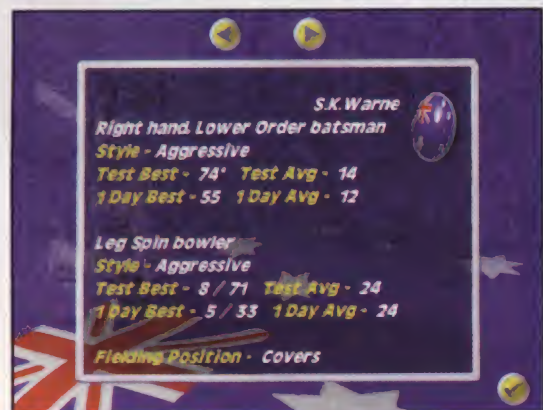 S.K.Warne
Right hand. Lower Order batsman
Style - Aggressive
Test Best - 74* Test Avg - 14
1 Day Best - 55 1 Day Avg - 12
Leg Spin bowler
Style - Aggressive
Test Best - 8 / 71 Test Avg - 24
1 Day Best - 5 / 33 1 Day Avg - 24
Fielding Position - Covers